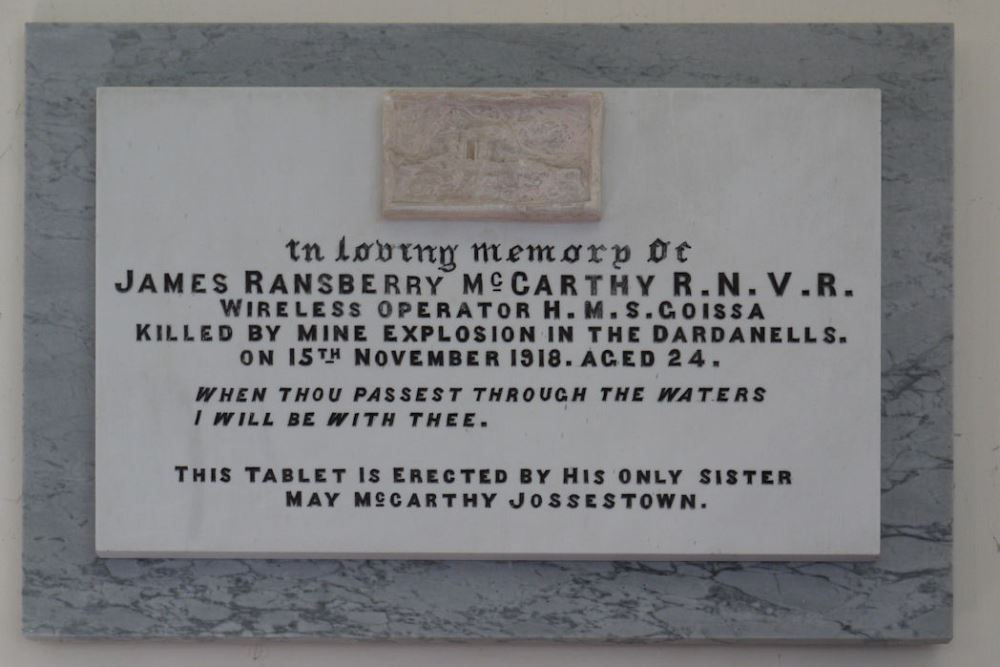 In loving memory Of
JAMES RANSBERRY McCARTHY R.N.V.R.
WIRELESS OPERATOR H.M.S. GOISSA
KILLED BY MINE EXPLOSION IN THE DARDANELLS.
ON 15TH NOVEMBER 1918. AGED 24.
WHEN THOU PASSEST THROUGH THE WATERS
I WILL BE WITH THEE.
THIS TABLET IS ERECTED BY HIS ONLY SISTER
MAY McCARTHY JOSSESTOWN.